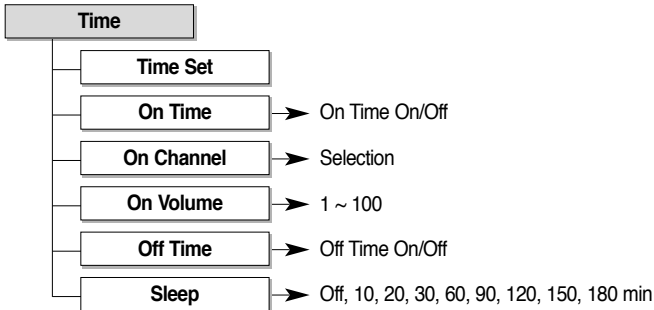 Time
Time Set
On Time On Time On/Off
On Channel Selection
On Volume 1 ~ 100
Off Time Off Time On/Off
Sleep Off, 10, 20, 30, 60, 90, 120, 150, 180 min